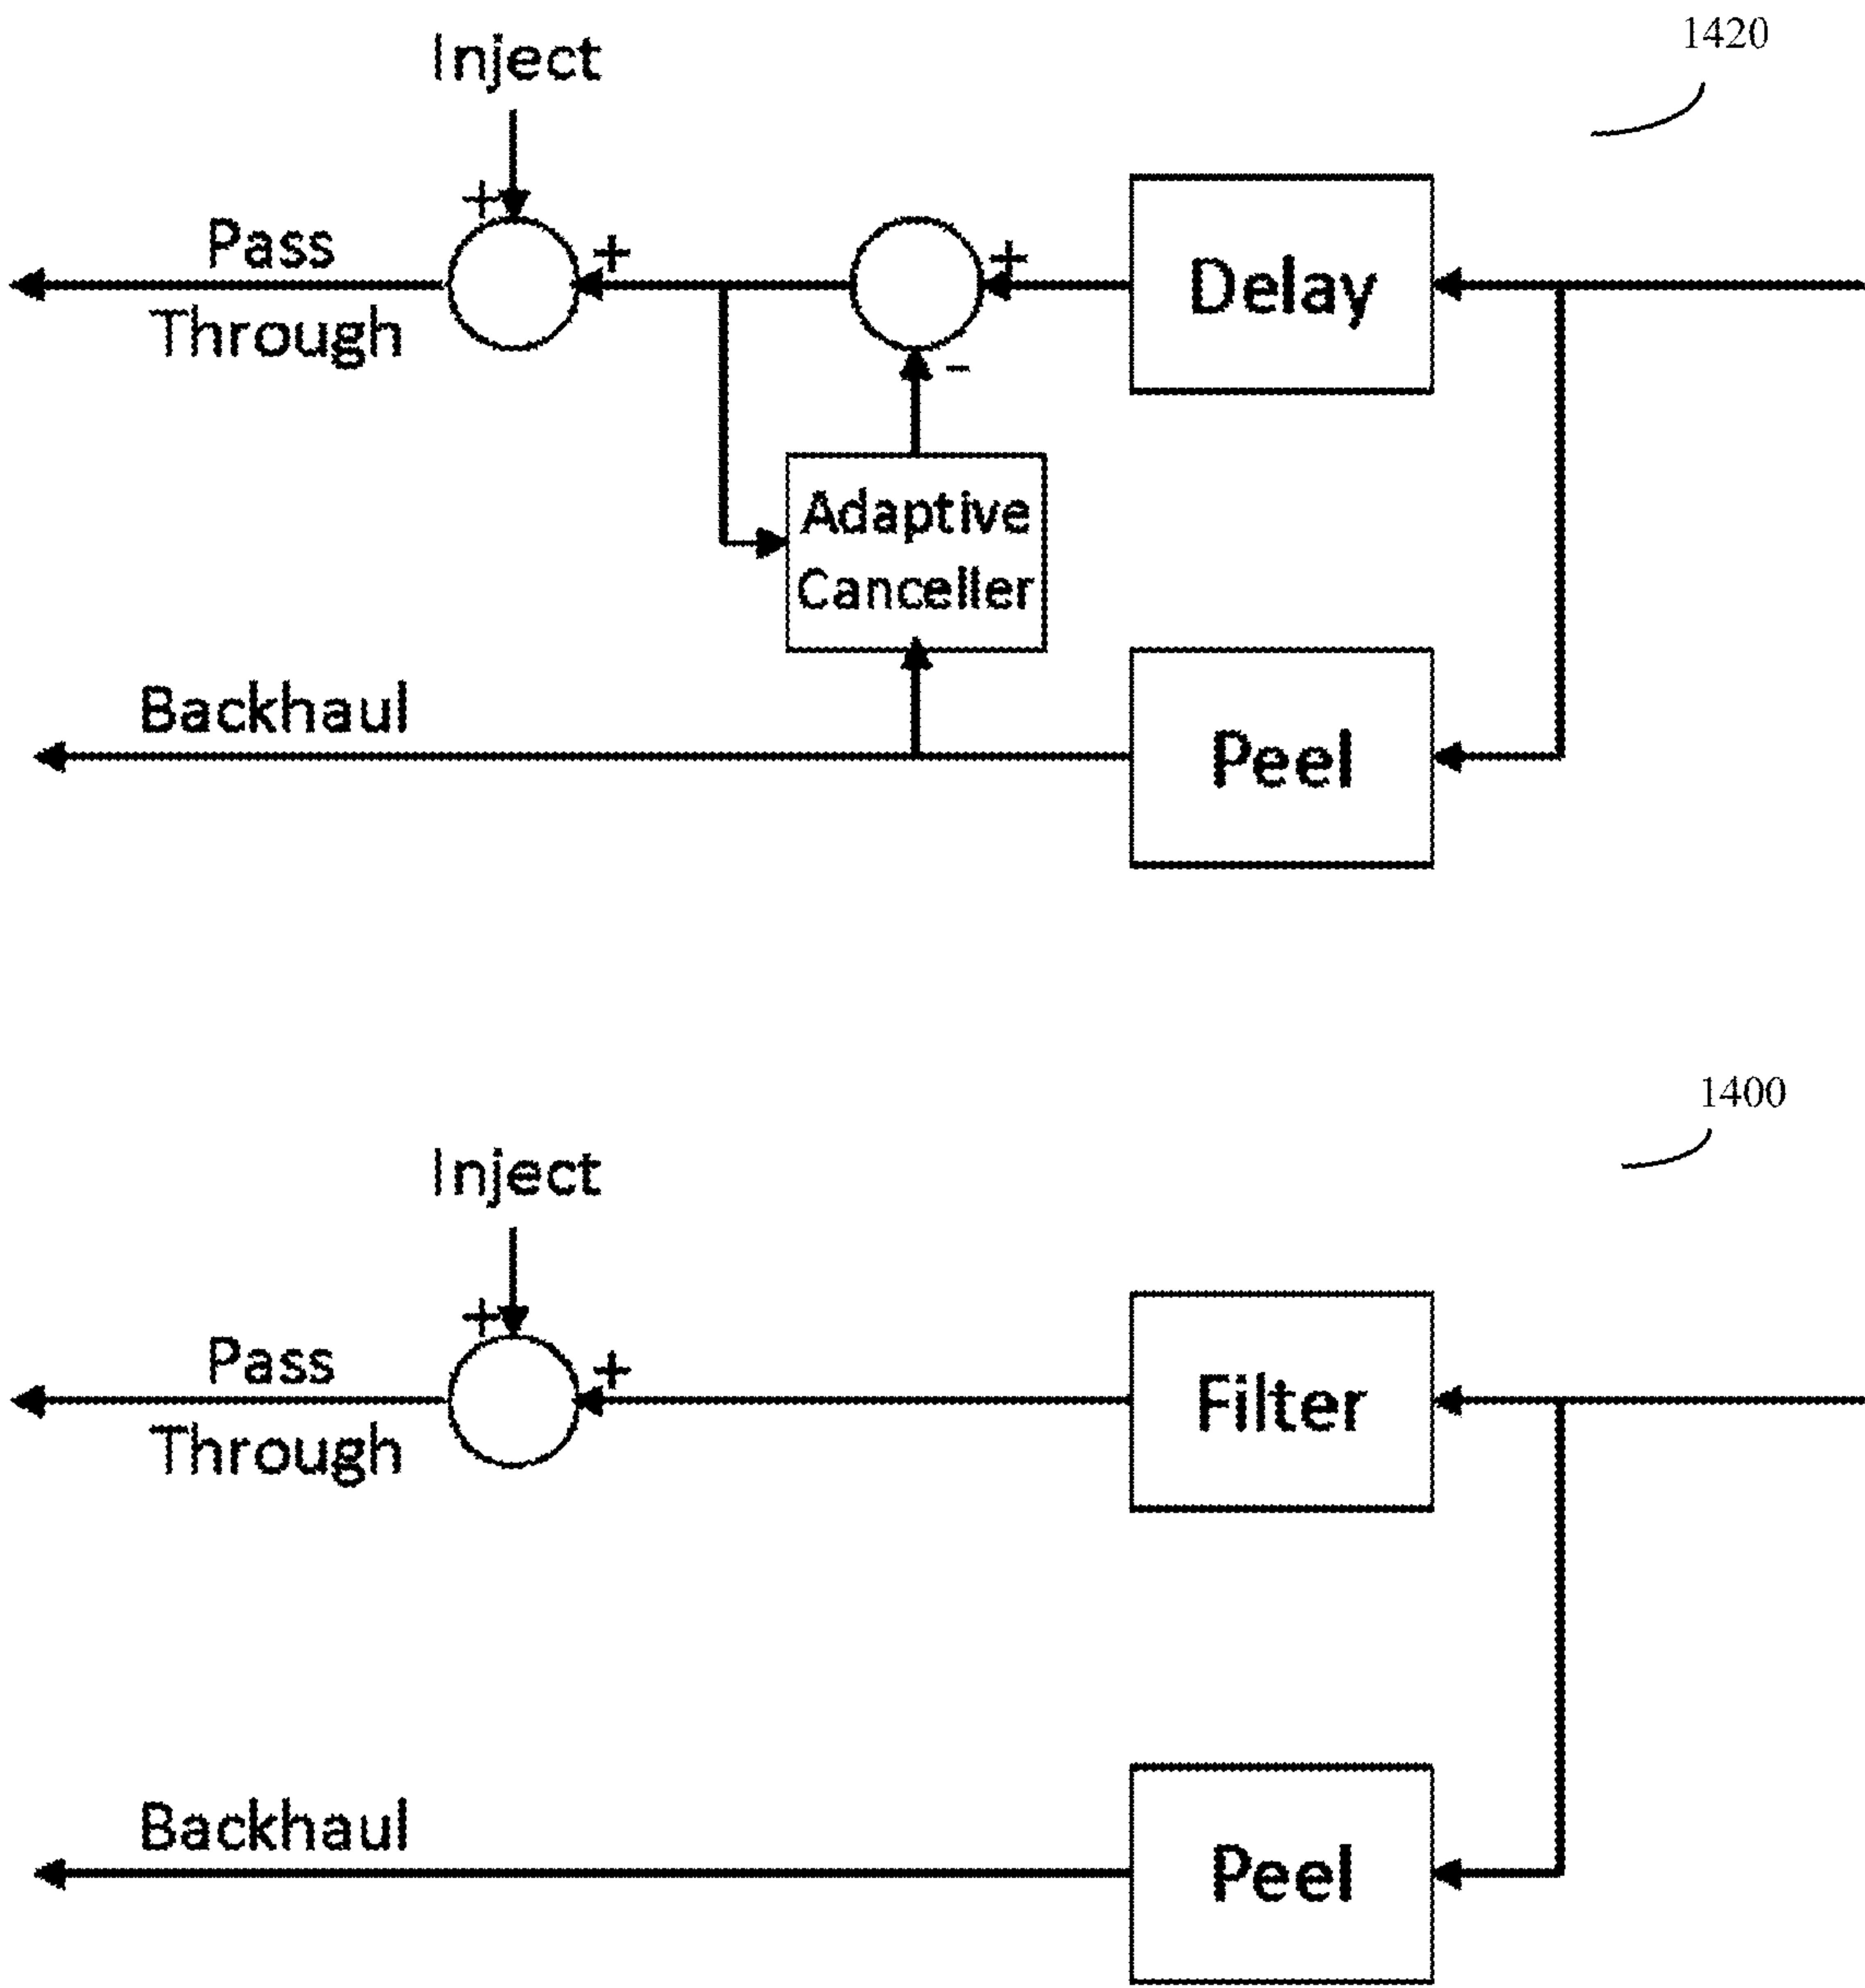 1420
Inject
+
Pass
Through
+
+
Delay
-
Adaptive
Canceller
Backhaul
Peel
1400
Inject
+
Pass
Through
+
Filter
Backhaul
Peel